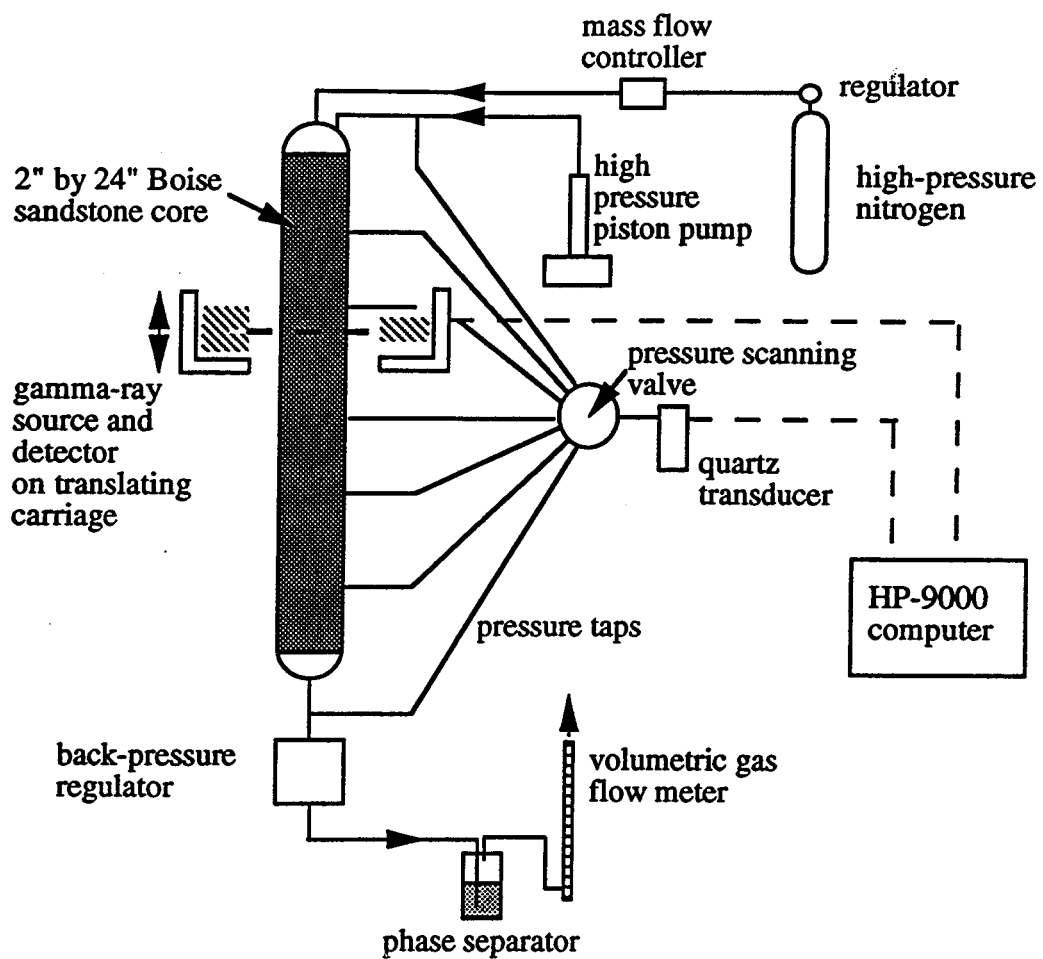 mass flow
controller
regulator
2" by 24" Boise
sandstone core
high
pressure
piston pump
high-pressure
nitrogen
pressure scanning
valve
gamma-ray
source and
detector
on translating
carriage
quartz
transducer
HP-9000
computer
pressure taps
back-pressure
regulator
volumetric gas
flow meter
phase separator